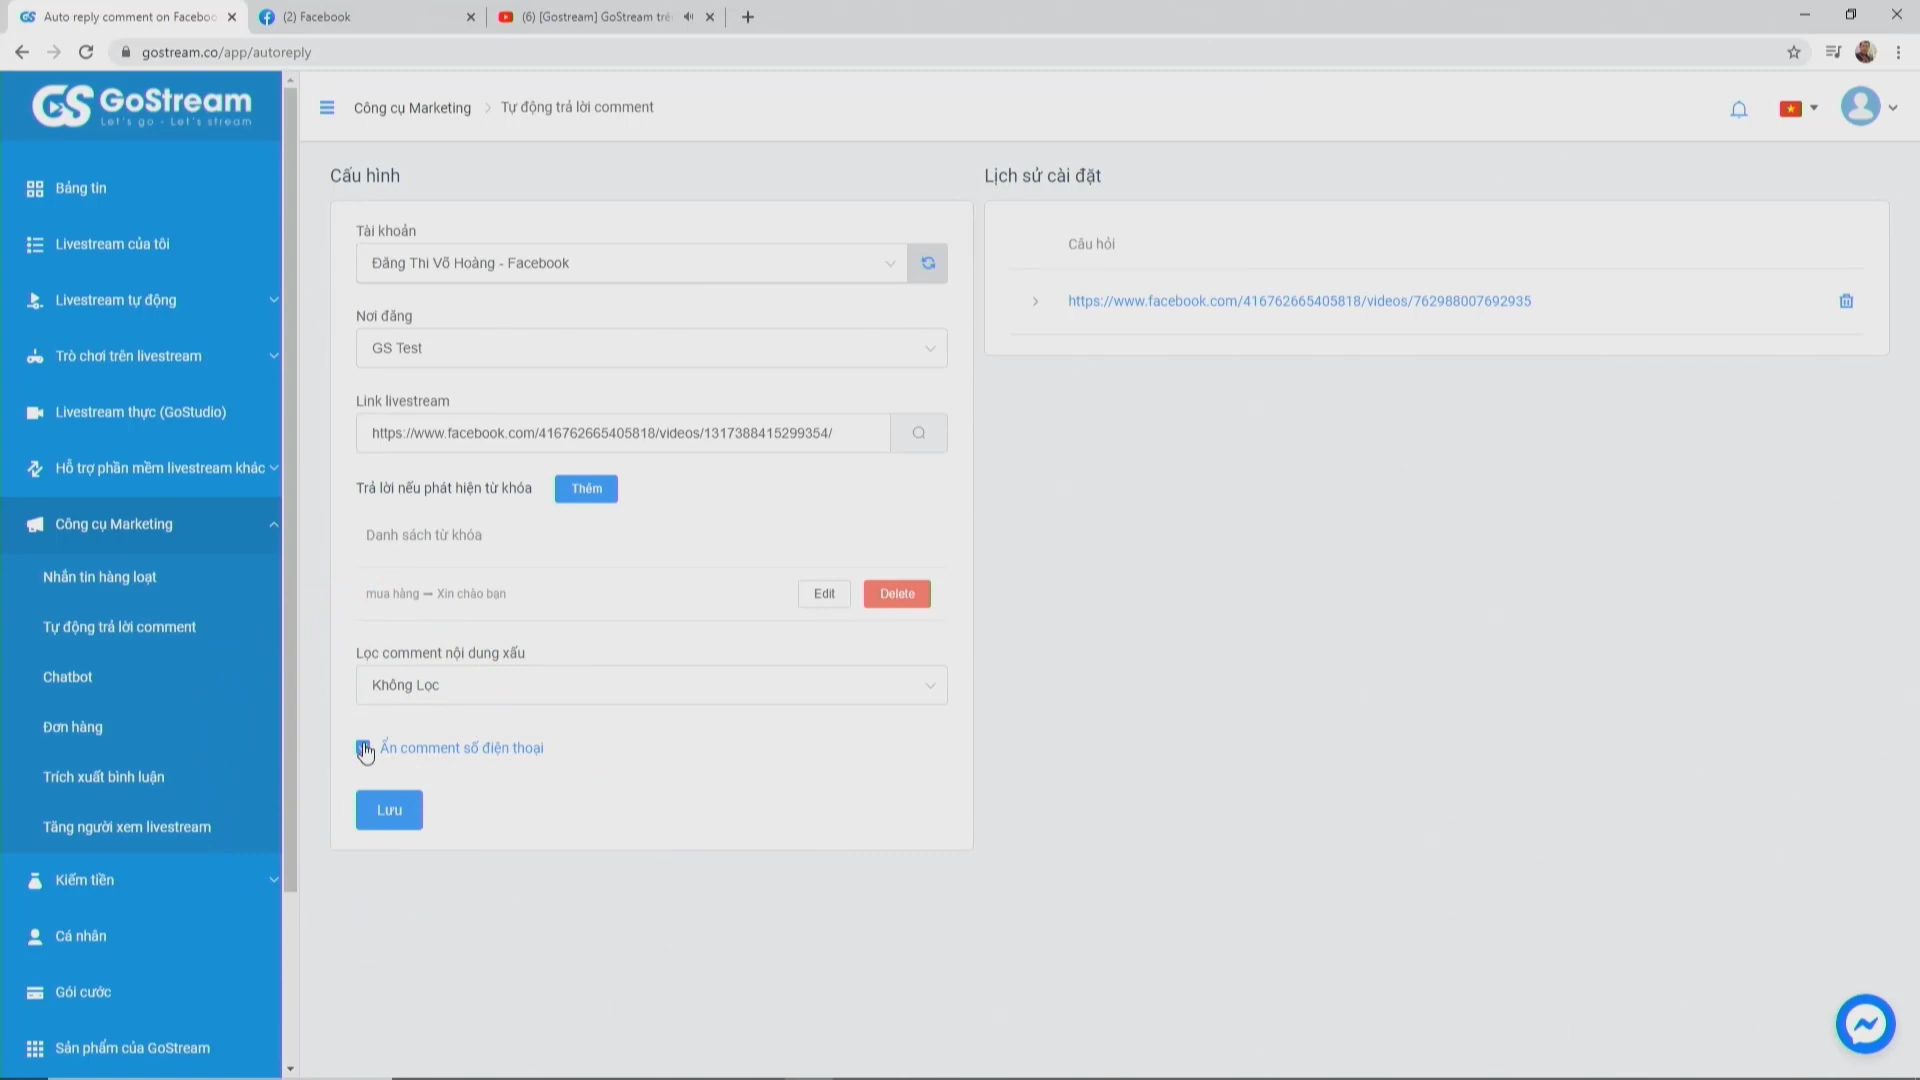 Auto reply comment on Faceboo
(2) Facebook
(6) [Gostream] GoStream trê
gostream.co/app/autoreply
GS GoStream
Let's go - Let's stream
Công cụ Marketing > Tự động trả lời comment
Bảng tin
Livestream của tôi
Livestream tự động
Trò chơi trên livestream
Livestream thực (GoStudio)
Hỗ trợ phần mềm livestream khác
Công cụ Marketing
Nhắn tin hàng loạt
Tự động trả lời comment
Chatbot
Đơn hàng
Trích xuất bình luận
Tăng người xem livestream
Kiếm tiền
Cá nhân
Gói cước
Sản phẩm của GoStream
Cấu hình
Tài khoản
Đặng Thi Võ Hoàng - Facebook
Nơi đăng
GS Test
Link livestream
https://www.facebook.com/416762665405818/videos/1317388415299354/
Trả lời nếu phát hiện từ khóa
Thêm
Danh sách từ khóa
mua hàng — Xin chào bạn
Edit
Delete
Lọc comment nội dung xấu
Không Lọc
Ẩn comment số điện thoại
Lưu
Lịch sử cài đặt
Câu hỏi
https://www.facebook.com/416762665405818/videos/762988007692935